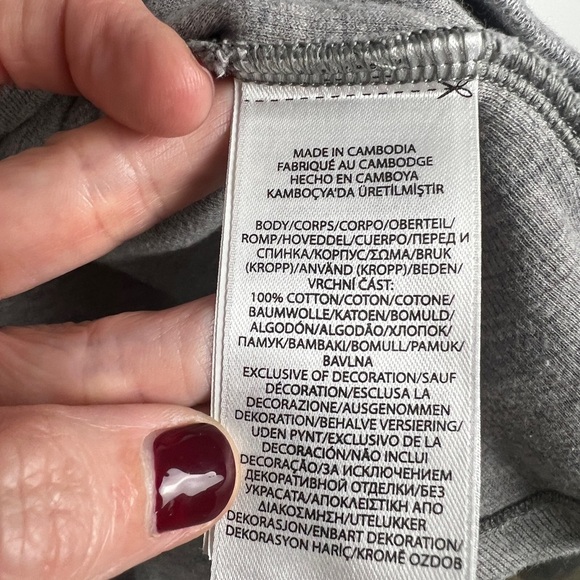 MADE IN CAMBODIA
FABRIQUÉ AU CAMBODGE
HECHO EN CAMBOYA
KAMBOÇYA'DA ÜRETİLMİŞTİR
BODY/CORPS/CORPO/OBERTEIL/
ROMP/HOVEDDEL/CUERPO/ПЕРЕД И
СПИНКА/КОРПУС/ΣΩΜΑ/BRUK
(KROPP)/ANVÄND (KROPP)/BEDEN/
VRCHNÍ ČÁST:
100% COTTON/COTON/COTONE/
BAUMWOLLE/KATOEN/BOMULD/
ALGODÓN/ALGODÃO/ХЛОПОК/
ПАМУК/ΒΑΜΒΑΚΙ/BOMULL/PAMUK/
BAVLNA
EXCLUSIVE OF DECORATION/SAUF
DÉCORATION/ESCLUSA LA
DECORAZIONE/AUSGENOMMEN
DEKORATION/BEHALVE VERSIERING/
UDEN PYNT/EXCLUSIVO DE LA
DECORACIÓN/NÃO INCLUI
DECORAÇÃO/ЗА ИСКЛЮЧЕНИЕМ
ДЕКОРАТИВНОЙ ОТДЕЛКИ/БЕЗ
УКРАСАТА/ΑΠΟΚΛΕΙΣΤΙΚΗ ΑΠΟ
ΔΙΑΚΟΣΜΗΣΗ/UTELUKKER
DEKORASJON/ENBART DEKORATION/
DEKORASYON HARİÇ/KROMĚ OZDOB